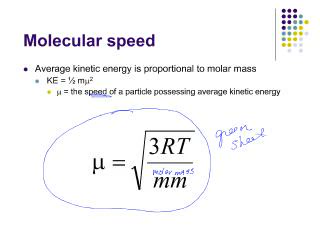 Molecular speed
Average kinetic energy is proportional to molar mass
KE = ½ mμ²
μ = the speed of a particle possessing average kinetic energy
green
sheet
μ = √(3RT / mm)
molar mass